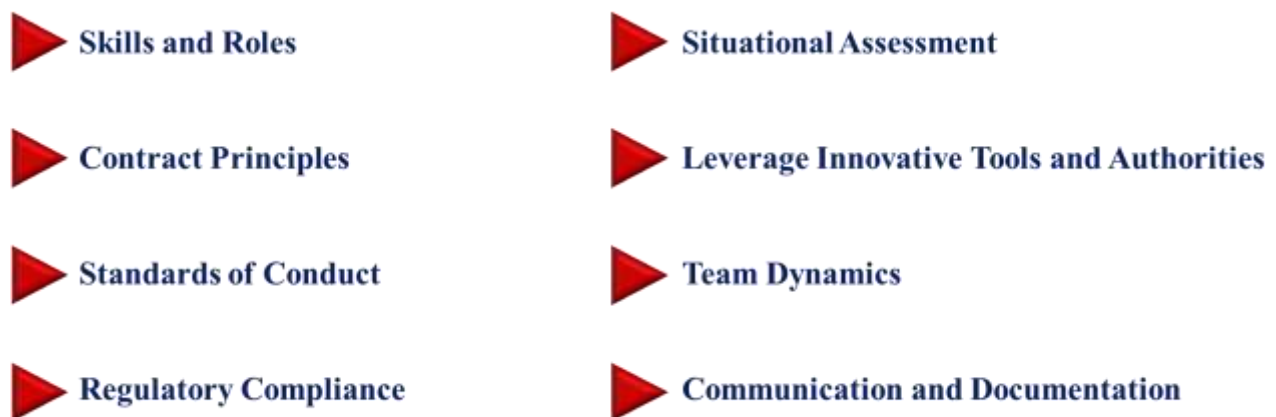 Skills and Roles
Contract Principles
Standards of Conduct
Regulatory Compliance
Situational Assessment
Leverage Innovative Tools and Authorities
Team Dynamics
Communication and Documentation